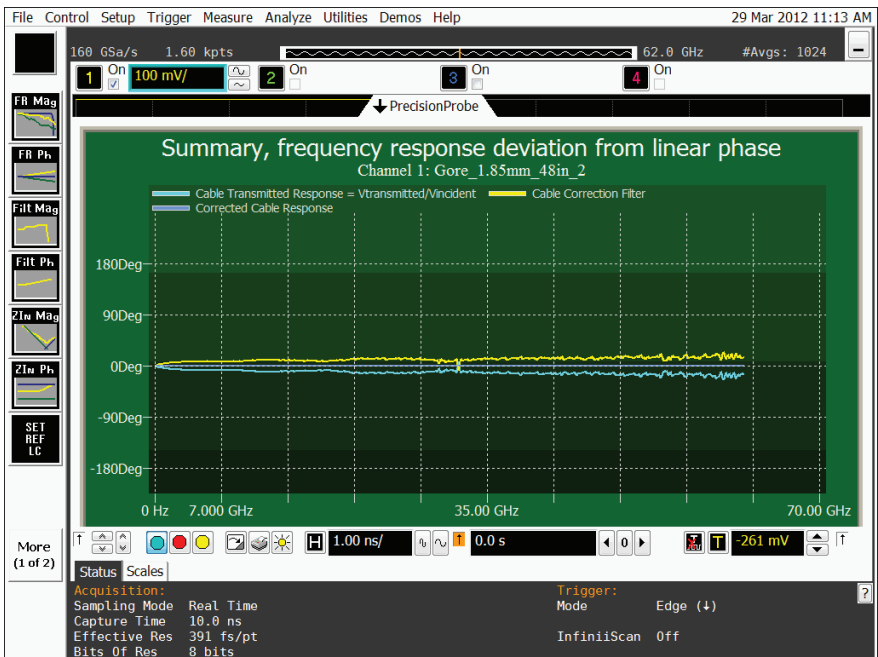 File Control Setup Trigger Measure Analyze Utilities Demos Help 29 Mar 2012 11:13 AM
160 GSa/s 1.60 kpts 62.0 GHz #Avgs: 1024
1 On 100 mV/ 2 On 3 On 4 On
PrecisionProbe
FR Mag
FR Ph
Filt Mag
Filt Ph
ZIn Mag
ZIn Ph
SET
REF
LC
More
(1 of 2)
Summary, frequency response deviation from linear phase
Channel 1: Gore_1.85mm_48in_2
Cable Transmitted Response = Vtransmitted/Vincident Cable Correction Filter
Corrected Cable Response
180Deg
90Deg
0Deg
-90Deg
-180Deg
0 Hz 7.000 GHz 35.00 GHz 70.00 GHz
H 1.00 ns/ 0.0 s 0 T -261 mV
Status Scales
Acquisition: Trigger: ?
Sampling Mode Real Time Mode Edge (↓)
Capture Time 10.0 ns
Effective Res 391 fs/pt InfiniiScan Off
Bits Of Res 8 bits